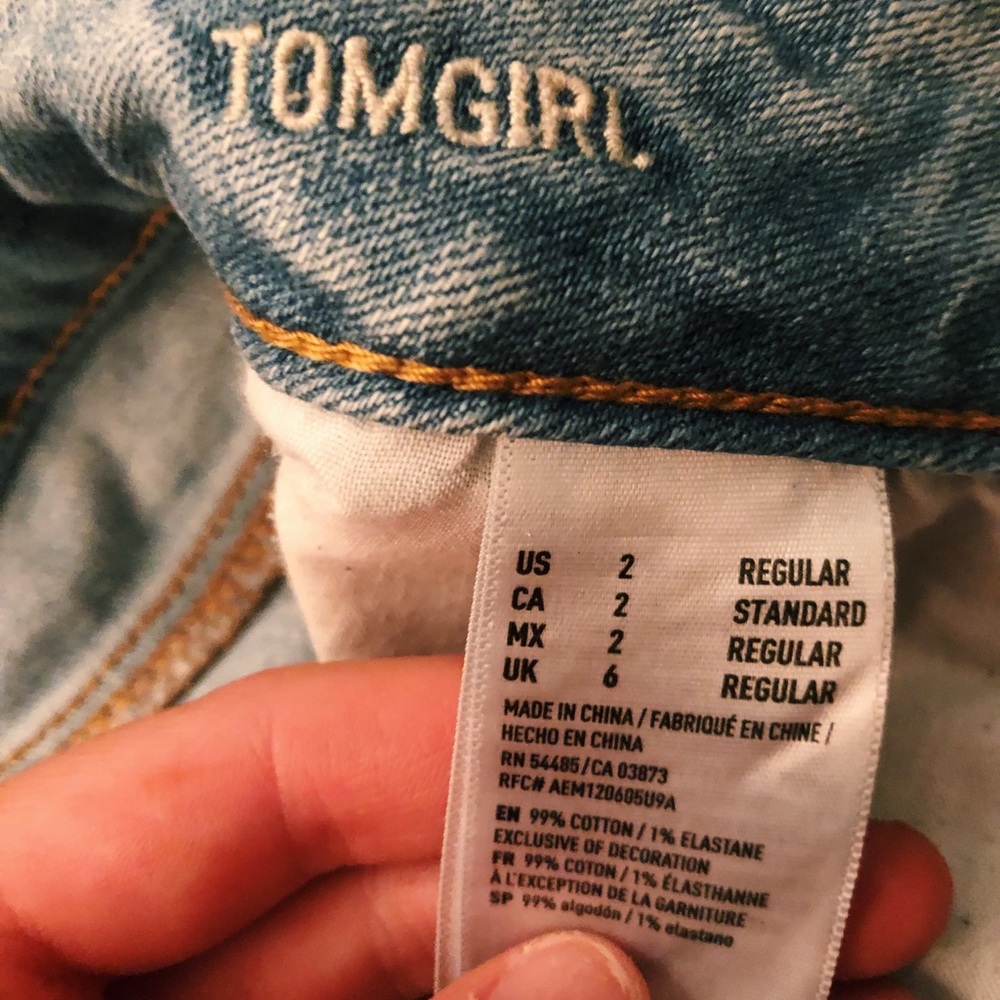 TOMGIRL
US 2 REGULAR
CA 2 STANDARD
MX 2 REGULAR
UK 6 REGULAR
MADE IN CHINA / FABRIQUÉ EN CHINE /
HECHO EN CHINA
RN 54485/CA 03873
RFC# AEM120605U9A
EN 99% COTTON / 1% ELASTANE
EXCLUSIVE OF DECORATION
FR 99% COTON / 1% ÉLASTHANNE
À L'EXCEPTION DE LA GARNITURE
SP 99% algodón / 1% elastano